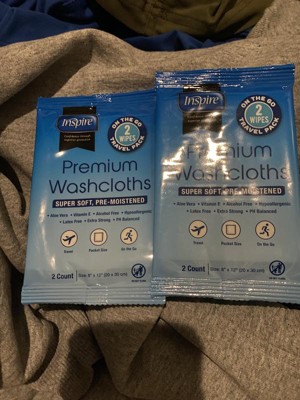 Inspire
ON THE GO
2
WIPES
TRAVEL PACK
Premium
Washcloths
SUPER SOFT, PRE-MOISTENED
• Aloe Vera • Vitamin E • Alcohol Free • Hypoallergenic
• Latex Free • Extra Strong • PH Balanced
Travel
Pocket Size
On the Go
2 Count
Inspire
ON THE GO
2
WIPES
TRAVEL PACK
Premium
Washcloths
SUPER SOFT, PRE-MOISTENED
• Aloe Vera • Vitamin E • Alcohol Free • Hypoallergenic
• Latex Free • Extra Strong • PH Balanced
Travel
Pocket Size
On the Go
2 Count